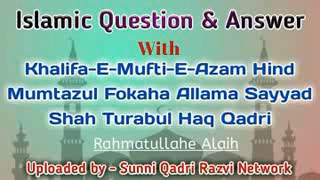 Islamic Question & Answer
With
Khalifa-E-Mufti-E-Azam Hind
Mumtazul Fokaha Allama Sayyad
Shah Turabul Haq Qadri
Rahmatullahe Alaih
Uploaded by - Sunni Qadri Razvi Network